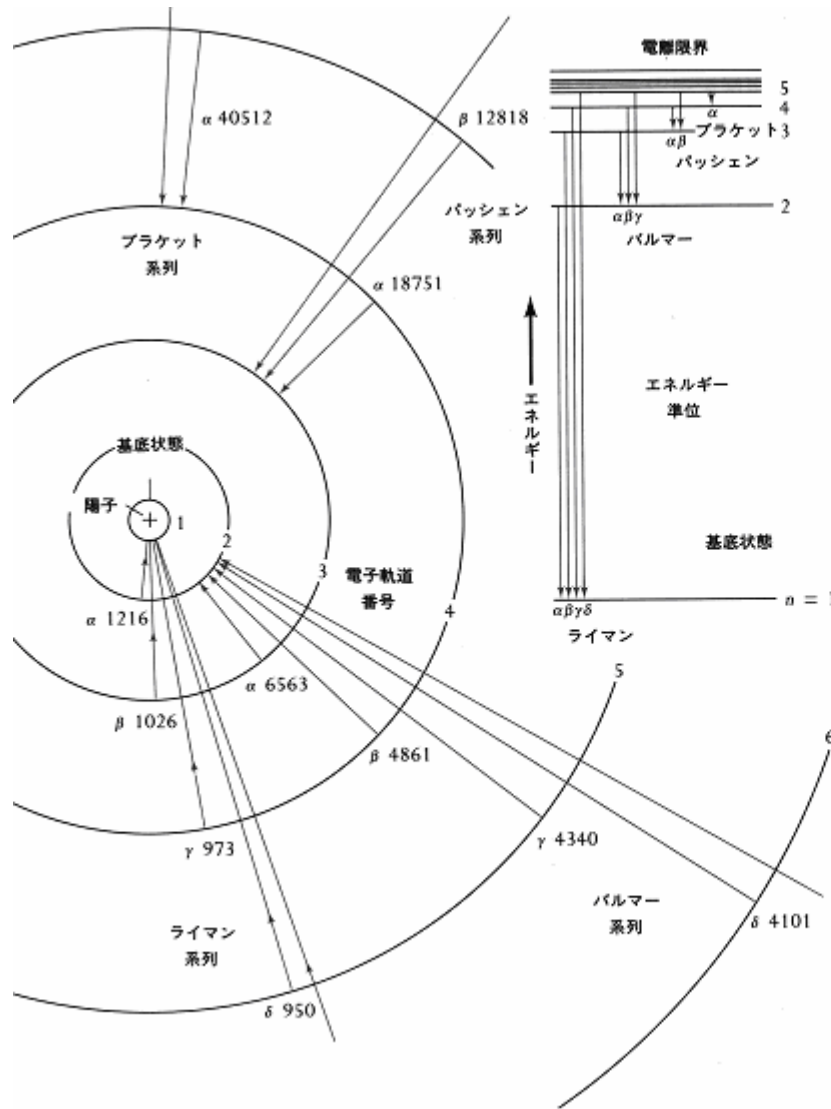 α 40512
β 12818
ブラケット
系列
パッシェン
系列
α 18751
基底状態
陽子
1
2
3
電子軌道
番号
4
5
6
α 1216
α 6563
β 1026
β 4861
γ 973
γ 4340
ライマン
系列
バルマー
系列
δ 4101
δ 950
電離限界
5
4
α
αβ
ブラケット
3
パッシェン
2
αβγ
バルマー
エネルギー
エネルギー
準位
基底状態
n = 1
αβγδ
ライマン